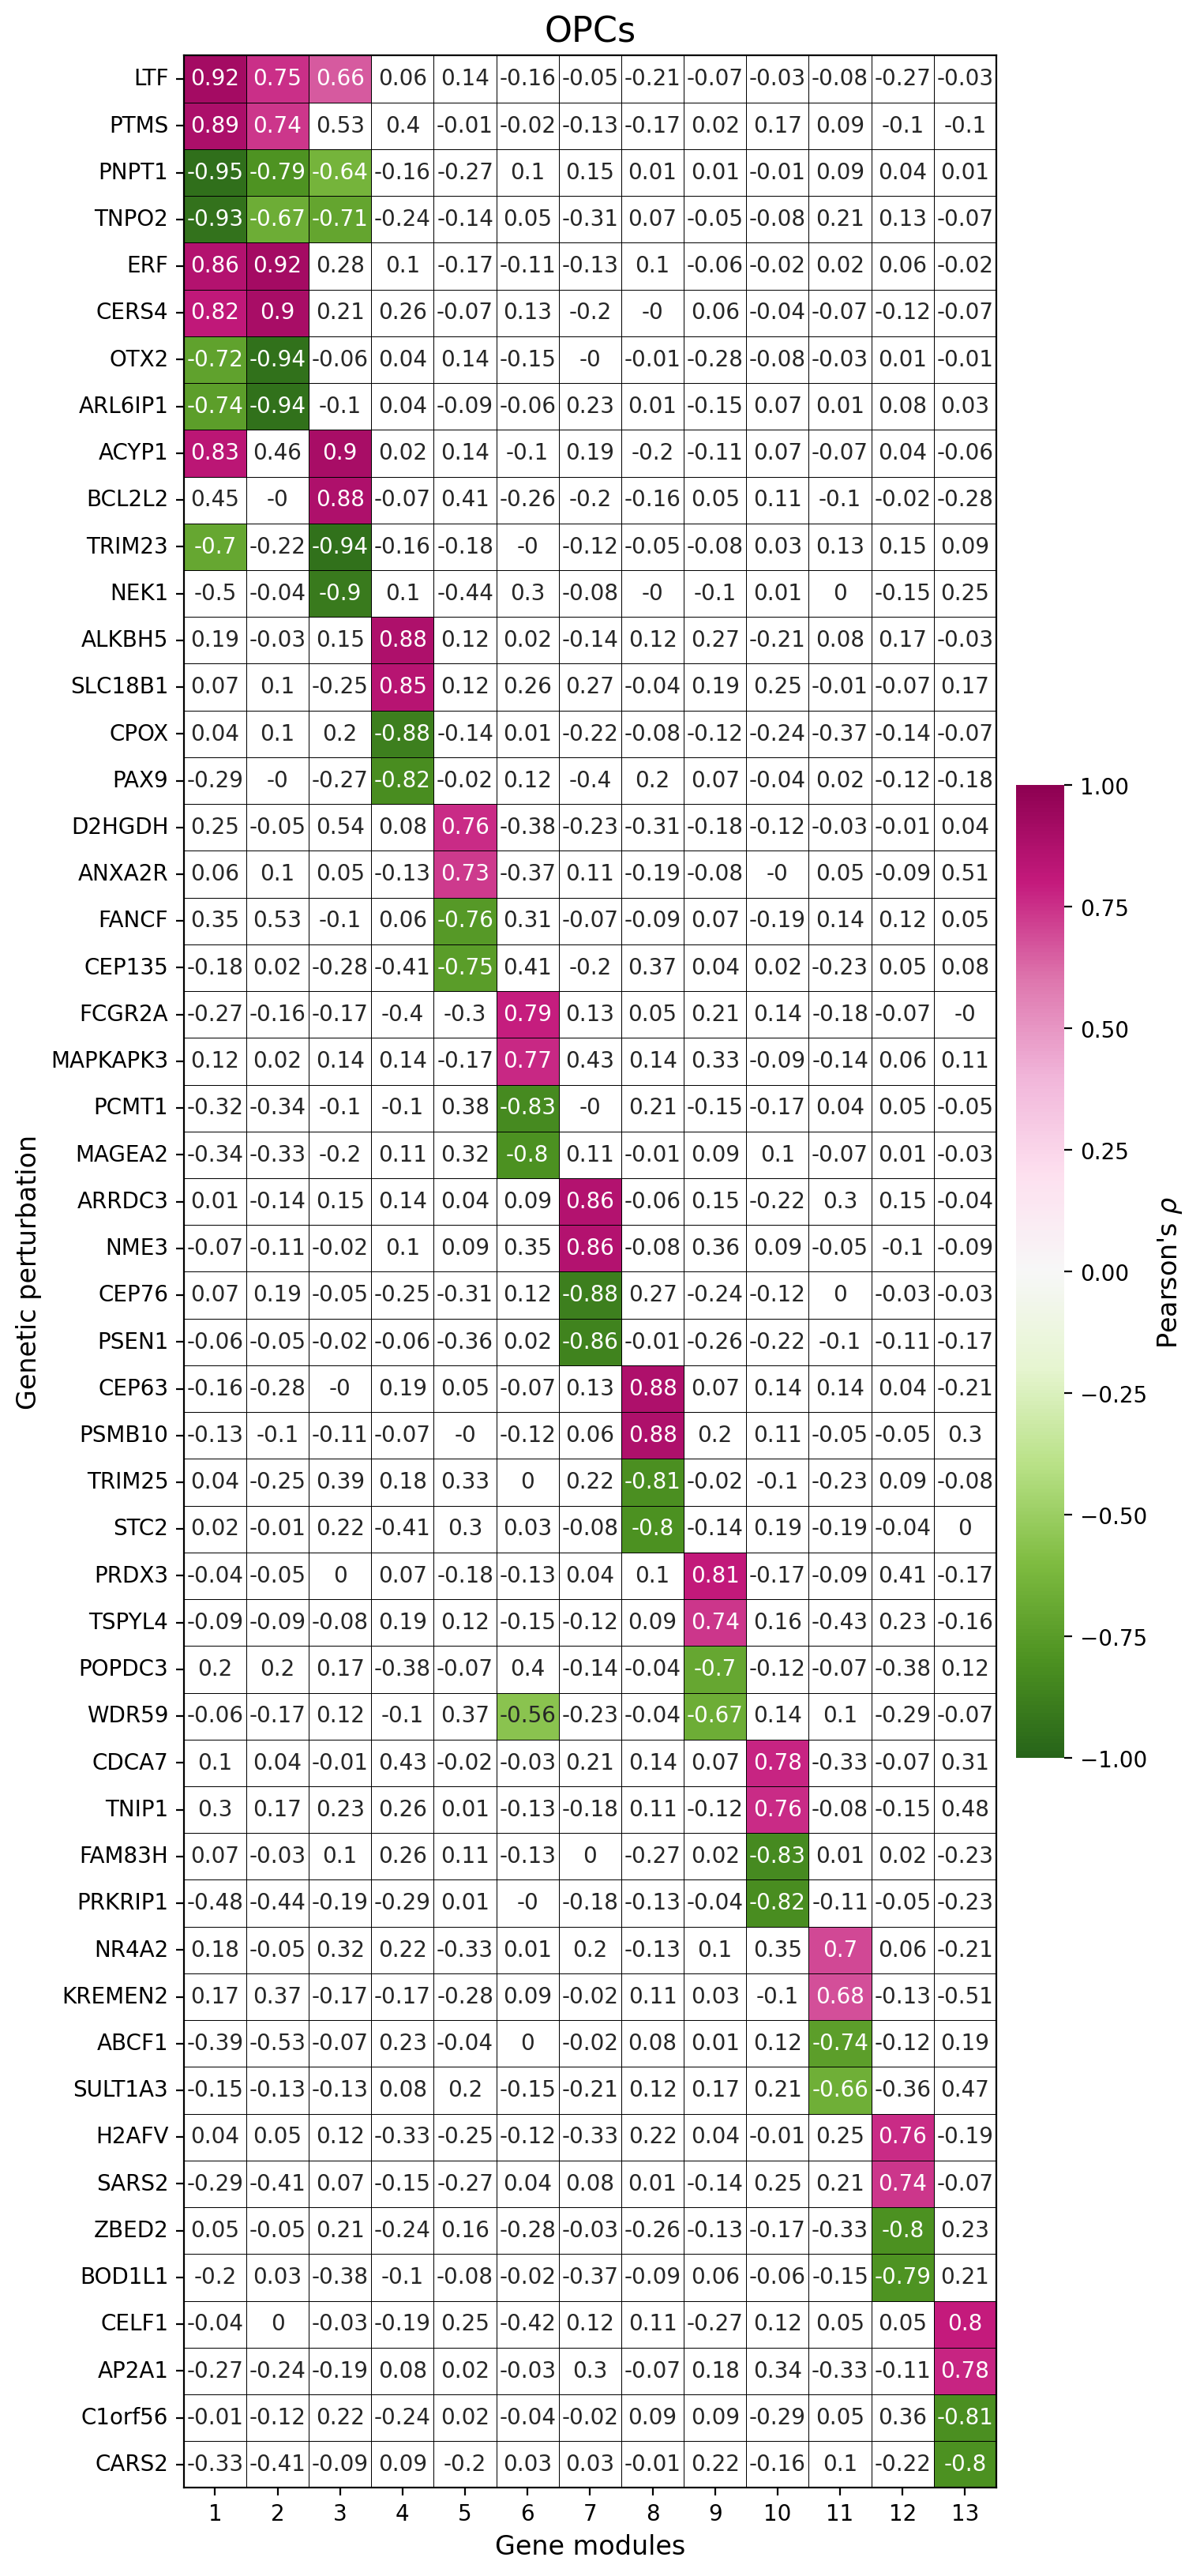 OPCs
LTF 0.92 0.75 0.66 0.06 0.14 -0.16 -0.05 -0.21 -0.07 -0.03 -0.08 -0.27 -0.03
PTMS 0.89 0.74 0.53 0.4 -0.01 -0.02 -0.13 -0.17 0.02 0.17 0.09 -0.1 -0.1
PNPT1 -0.95 -0.79 -0.64 -0.16 -0.27 0.1 0.15 0.01 0.01 -0.01 0.09 0.04 0.01
TNPO2 -0.93 -0.67 -0.71 -0.24 -0.14 0.05 -0.31 0.07 -0.05 -0.08 0.21 0.13 -0.07
ERF 0.86 0.92 0.28 0.1 -0.17 -0.11 -0.13 0.1 -0.06 -0.02 0.02 0.06 -0.02
CERS4 0.82 0.9 0.21 0.26 -0.07 0.13 -0.2 -0 0.06 -0.04 -0.07 -0.12 -0.07
OTX2 -0.72 -0.94 -0.06 0.04 0.14 -0.15 -0 -0.01 -0.28 -0.08 -0.03 0.01 -0.01
ARL6IP1 -0.74 -0.94 -0.1 0.04 -0.09 -0.06 0.23 0.01 -0.15 0.07 0.01 0.08 0.03
ACYP1 0.83 0.46 0.9 0.02 0.14 -0.1 0.19 -0.2 -0.11 0.07 -0.07 0.04 -0.06
BCL2L2 0.45 -0 0.88 -0.07 0.41 -0.26 -0.2 -0.16 0.05 0.11 -0.1 -0.02 -0.28
TRIM23 -0.7 -0.22 -0.94 -0.16 -0.18 -0 -0.12 -0.05 -0.08 0.03 0.13 0.15 0.09
NEK1 -0.5 -0.04 -0.9 0.1 -0.44 0.3 -0.08 -0 -0.1 0.01 0 -0.15 0.25
ALKBH5 0.19 -0.03 0.15 0.88 0.12 0.02 -0.14 0.12 0.27 -0.21 0.08 0.17 -0.03
SLC18B1 0.07 0.1 -0.25 0.85 0.12 0.26 0.27 -0.04 0.19 0.25 -0.01 -0.07 0.17
CPOX 0.04 0.1 0.2 -0.88 -0.14 0.01 -0.22 -0.08 -0.12 -0.24 -0.37 -0.14 -0.07
PAX9 -0.29 -0 -0.27 -0.82 -0.02 0.12 -0.4 0.2 0.07 -0.04 0.02 -0.12 -0.18
D2HGDH 0.25 -0.05 0.54 0.08 0.76 -0.38 -0.23 -0.31 -0.18 -0.12 -0.03 -0.01 0.04
ANXA2R 0.06 0.1 0.05 -0.13 0.73 -0.37 0.11 -0.19 -0.08 -0 0.05 -0.09 0.51
FANCF 0.35 0.53 -0.1 0.06 -0.76 0.31 -0.07 -0.09 0.07 -0.19 0.14 0.12 0.05
CEP135 -0.18 0.02 -0.28 -0.41 -0.75 0.41 -0.2 0.37 0.04 0.02 -0.23 0.05 0.08
FCGR2A -0.27 -0.16 -0.17 -0.4 -0.3 0.79 0.13 0.05 0.21 0.14 -0.18 -0.07 -0
MAPKAPK3 0.12 0.02 0.14 0.14 -0.17 0.77 0.43 0.14 0.33 -0.09 -0.14 0.06 0.11
PCMT1 -0.32 -0.34 -0.1 -0.1 0.38 -0.83 -0 0.21 -0.15 -0.17 0.04 0.05 -0.05
MAGEA2 -0.34 -0.33 -0.2 0.11 0.32 -0.8 0.11 -0.01 0.09 0.1 -0.07 0.01 -0.03
ARRDC3 0.01 -0.14 0.15 0.14 0.04 0.09 0.86 -0.06 0.15 -0.22 0.3 0.15 -0.04
NME3 -0.07 -0.11 -0.02 0.1 0.09 0.35 0.86 -0.08 0.36 0.09 -0.05 -0.1 -0.09
CEP76 0.07 0.19 -0.05 -0.25 -0.31 0.12 -0.88 0.27 -0.24 -0.12 0 -0.03 -0.03
PSEN1 -0.06 -0.05 -0.02 -0.06 -0.36 0.02 -0.86 -0.01 -0.26 -0.22 -0.1 -0.11 -0.17
CEP63 -0.16 -0.28 -0 0.19 0.05 -0.07 0.13 0.88 0.07 0.14 0.14 0.04 -0.21
PSMB10 -0.13 -0.1 -0.11 -0.07 -0 -0.12 0.06 0.88 0.2 0.11 -0.05 -0.05 0.3
TRIM25 0.04 -0.25 0.39 0.18 0.33 0 0.22 -0.81 -0.02 -0.1 -0.23 0.09 -0.08
STC2 0.02 -0.01 0.22 -0.41 0.3 0.03 -0.08 -0.8 -0.14 0.19 -0.19 -0.04 0
PRDX3 -0.04 -0.05 0 0.07 -0.18 -0.13 0.04 0.1 0.81 -0.17 -0.09 0.41 -0.17
TSPYL4 -0.09 -0.09 -0.08 0.19 0.12 -0.15 -0.12 0.09 0.74 0.16 -0.43 0.23 -0.16
POPDC3 0.2 0.2 0.17 -0.38 -0.07 0.4 -0.14 -0.04 -0.7 -0.12 -0.07 -0.38 0.12
WDR59 -0.06 -0.17 0.12 -0.1 0.37 -0.56 -0.23 -0.04 -0.67 0.14 0.1 -0.29 -0.07
CDCA7 0.1 0.04 -0.01 0.43 -0.02 -0.03 0.21 0.14 0.07 0.78 -0.33 -0.07 0.31
TNIP1 0.3 0.17 0.23 0.26 0.01 -0.13 -0.18 0.11 -0.12 0.76 -0.08 -0.15 0.48
FAM83H 0.07 -0.03 0.1 0.26 0.11 -0.13 0 -0.27 0.02 -0.83 0.01 0.02 -0.23
PRKRIP1 -0.48 -0.44 -0.19 -0.29 0.01 -0 -0.18 -0.13 -0.04 -0.82 -0.11 -0.05 -0.23
NR4A2 0.18 -0.05 0.32 0.22 -0.33 0.01 0.2 -0.13 0.1 0.35 0.7 0.06 -0.21
KREMEN2 0.17 0.37 -0.17 -0.17 -0.28 0.09 -0.02 0.11 0.03 -0.1 0.68 -0.13 -0.51
ABCF1 -0.39 -0.53 -0.07 0.23 -0.04 0 -0.02 0.08 0.01 0.12 -0.74 -0.12 0.19
SULT1A3 -0.15 -0.13 -0.13 0.08 0.2 -0.15 -0.21 0.12 0.17 0.21 -0.66 -0.36 0.47
H2AFV 0.04 0.05 0.12 -0.33 -0.25 -0.12 -0.33 0.22 0.04 -0.01 0.25 0.76 -0.19
SARS2 -0.29 -0.41 0.07 -0.15 -0.27 0.04 0.08 0.01 -0.14 0.25 0.21 0.74 -0.07
ZBED2 0.05 -0.05 0.21 -0.24 0.16 -0.28 -0.03 -0.26 -0.13 -0.17 -0.33 -0.8 0.23
BOD1L1 -0.2 0.03 -0.38 -0.1 -0.08 -0.02 -0.37 -0.09 0.06 -0.06 -0.15 -0.79 0.21
CELF1 -0.04 0 -0.03 -0.19 0.25 -0.42 0.12 0.11 -0.27 0.12 0.05 0.05 0.8
AP2A1 -0.27 -0.24 -0.19 0.08 0.02 -0.03 0.3 -0.07 0.18 0.34 -0.33 -0.11 0.78
C1orf56 -0.01 -0.12 0.22 -0.24 0.02 -0.04 -0.02 0.09 0.09 -0.29 0.05 0.36 -0.81
CARS2 -0.33 -0.41 -0.09 0.09 -0.2 0.03 0.03 -0.01 0.22 -0.16 0.1 -0.22 -0.8
1 2 3 4 5 6 7 8 9 10 11 12 13
Gene modules
Genetic perturbation
1.00
0.75
0.50
0.25
0.00
−0.25
−0.50
−0.75
−1.00
Pearson's ρ